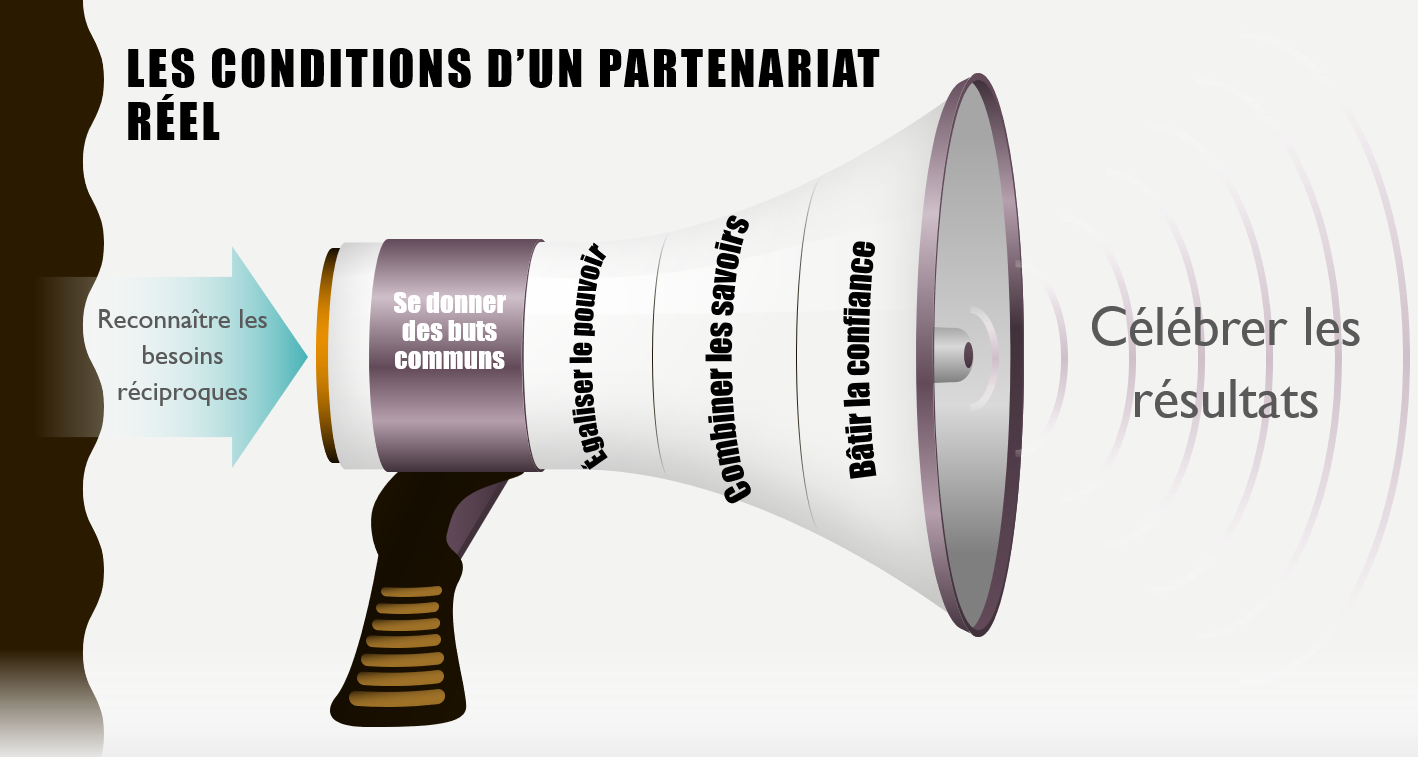 LES CONDITIONS D’UN PARTENARIAT
RÉEL
Reconnaître les
besoins
réciproques
Se donner
des buts
communs
Égaliser le pouvoir
Combiner les savoirs
Bâtir la confiance
Célébrer les
résultats